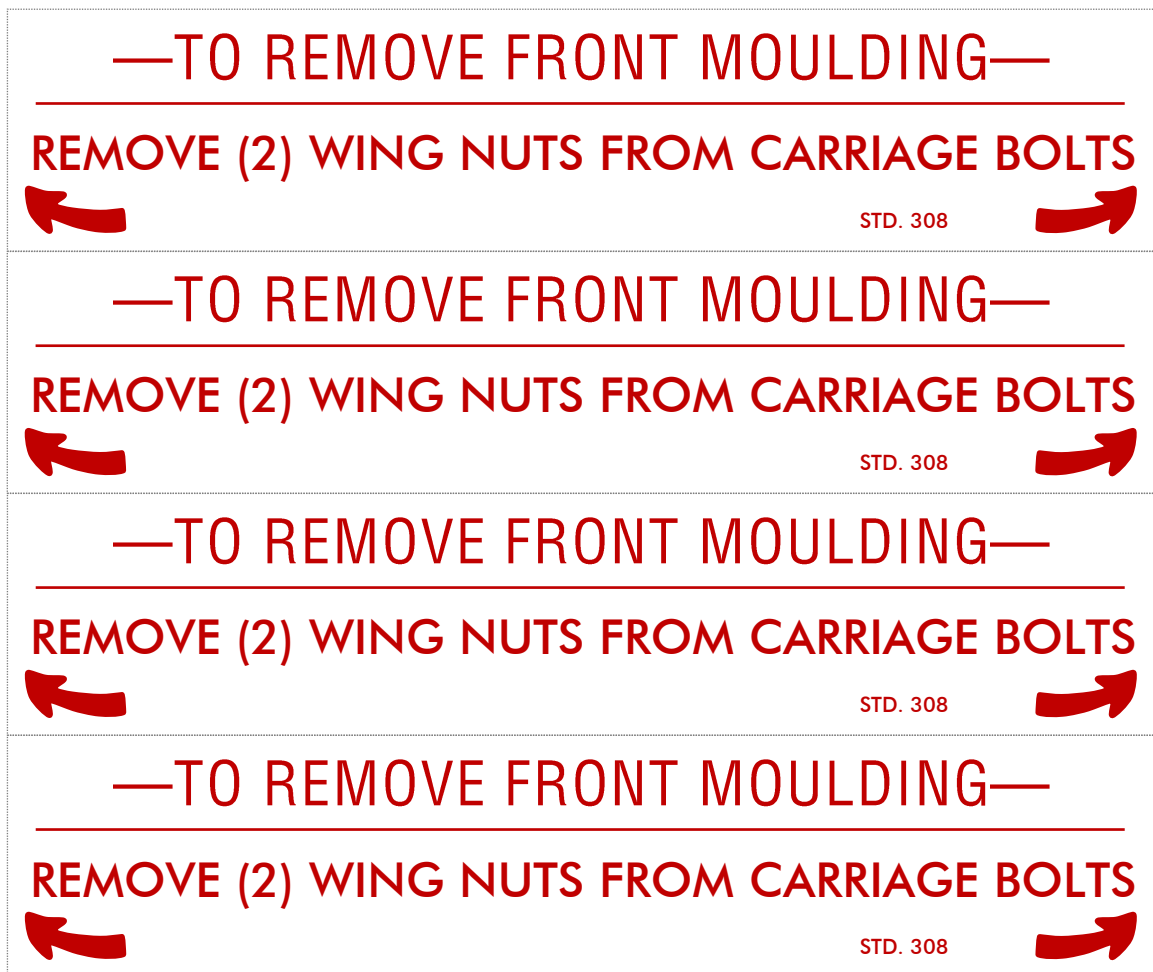 —TO REMOVE FRONT MOULDING—
REMOVE (2) WING NUTS FROM CARRIAGE BOLTS
STD. 308
—TO REMOVE FRONT MOULDING—
REMOVE (2) WING NUTS FROM CARRIAGE BOLTS
STD. 308
—TO REMOVE FRONT MOULDING—
REMOVE (2) WING NUTS FROM CARRIAGE BOLTS
STD. 308
—TO REMOVE FRONT MOULDING—
REMOVE (2) WING NUTS FROM CARRIAGE BOLTS
STD. 308